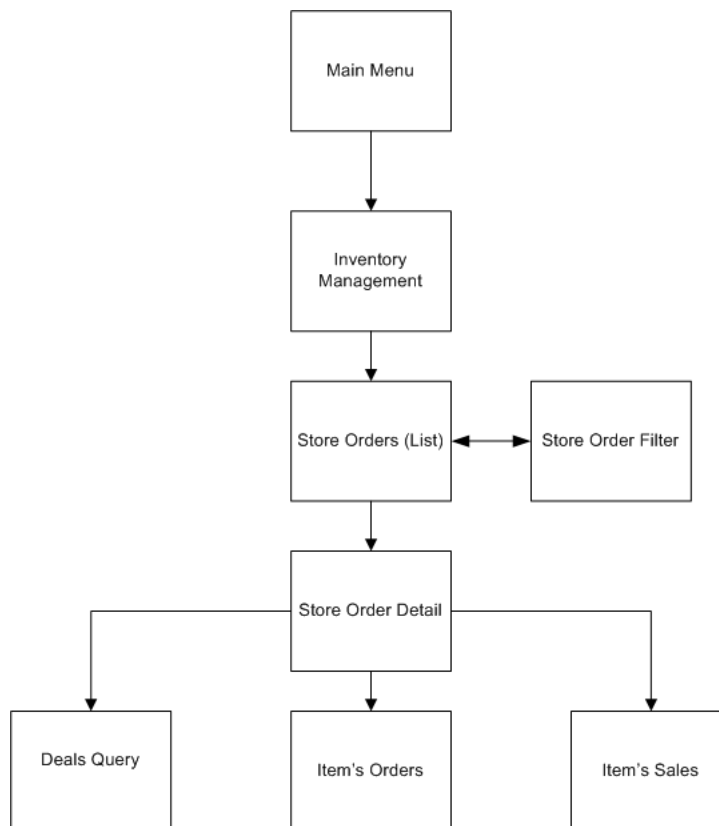 Main Menu
Inventory
Management
Store Orders (List)
Store Order Filter
Store Order Detail
Deals Query
Item’s Orders
Item’s Sales